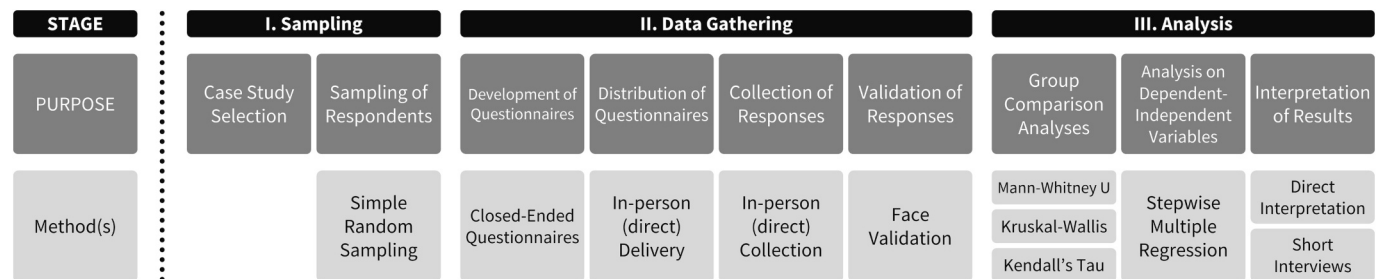 STAGE
I. Sampling
II. Data Gathering
III. Analysis
PURPOSE
Case Study
Selection
Sampling of
Respondents
Development of
Questionnaires
Distribution of
Questionnaires
Collection of
Responses
Validation of
Responses
Group
Comparison
Analyses
Analysis on
Dependent-
Independent
Variables
Interpretation
of Results
Method(s)
Simple
Random
Sampling
Closed-Ended
Questionnaires
In-person
(direct)
Delivery
In-person
(direct)
Collection
Face
Validation
Mann-Whitney U
Kruskal-Wallis
Kendall's Tau
Stepwise
Multiple
Regression
Direct
Interpretation
Short
Interviews